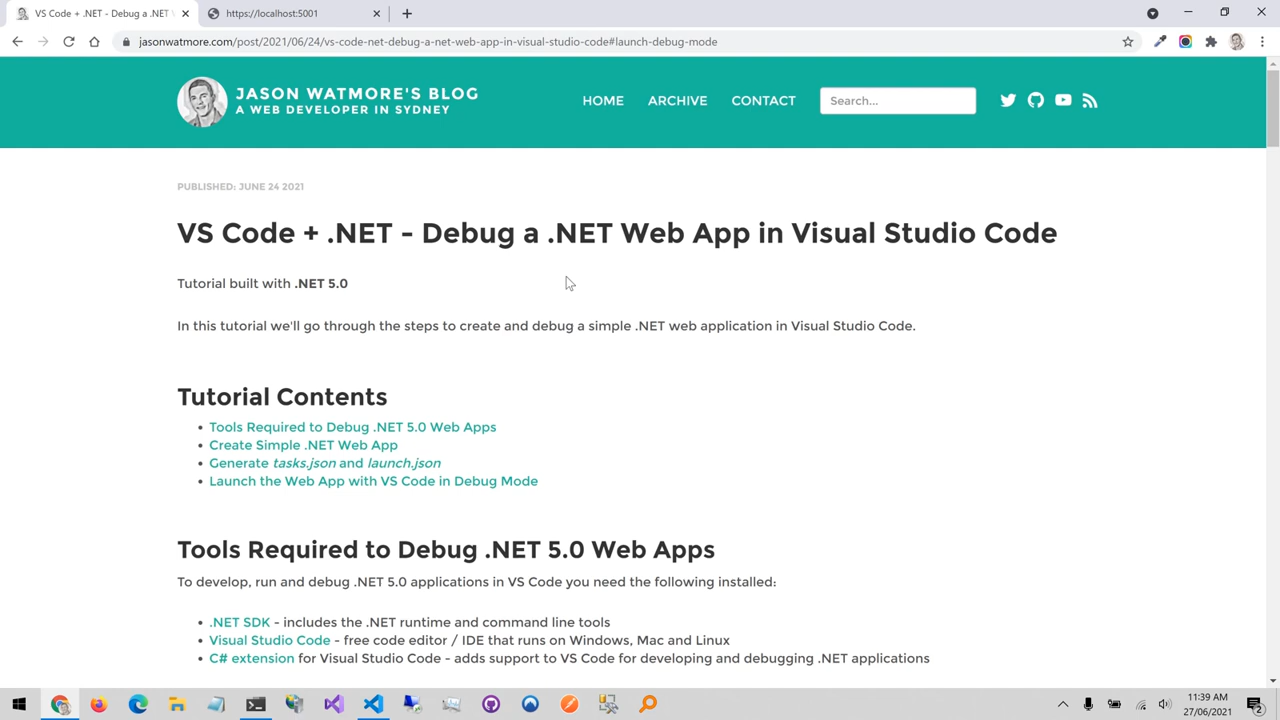 VS Code + .NET - Debug a .NET
https://localhost:5001
jasonwatmore.com/post/2021/06/24/vs-code-net-debug-a-net-web-app-in-visual-studio-code#launch-debug-mode
JASON WATMORE'S BLOG
A WEB DEVELOPER IN SYDNEY
HOME
ARCHIVE
CONTACT
Search...
PUBLISHED: JUNE 24 2021
VS Code + .NET - Debug a .NET Web App in Visual Studio Code
Tutorial built with .NET 5.0
In this tutorial we'll go through the steps to create and debug a simple .NET web application in Visual Studio Code.
Tutorial Contents
• Tools Required to Debug .NET 5.0 Web Apps
• Create Simple .NET Web App
• Generate tasks.json and launch.json
• Launch the Web App with VS Code in Debug Mode
Tools Required to Debug .NET 5.0 Web Apps
To develop, run and debug .NET 5.0 applications in VS Code you need the following installed:
• .NET SDK - includes the .NET runtime and command line tools
• Visual Studio Code - free code editor / IDE that runs on Windows, Mac and Linux
• C# extension for Visual Studio Code - adds support to VS Code for developing and debugging .NET applications
11:39 AM
27/06/2021
2